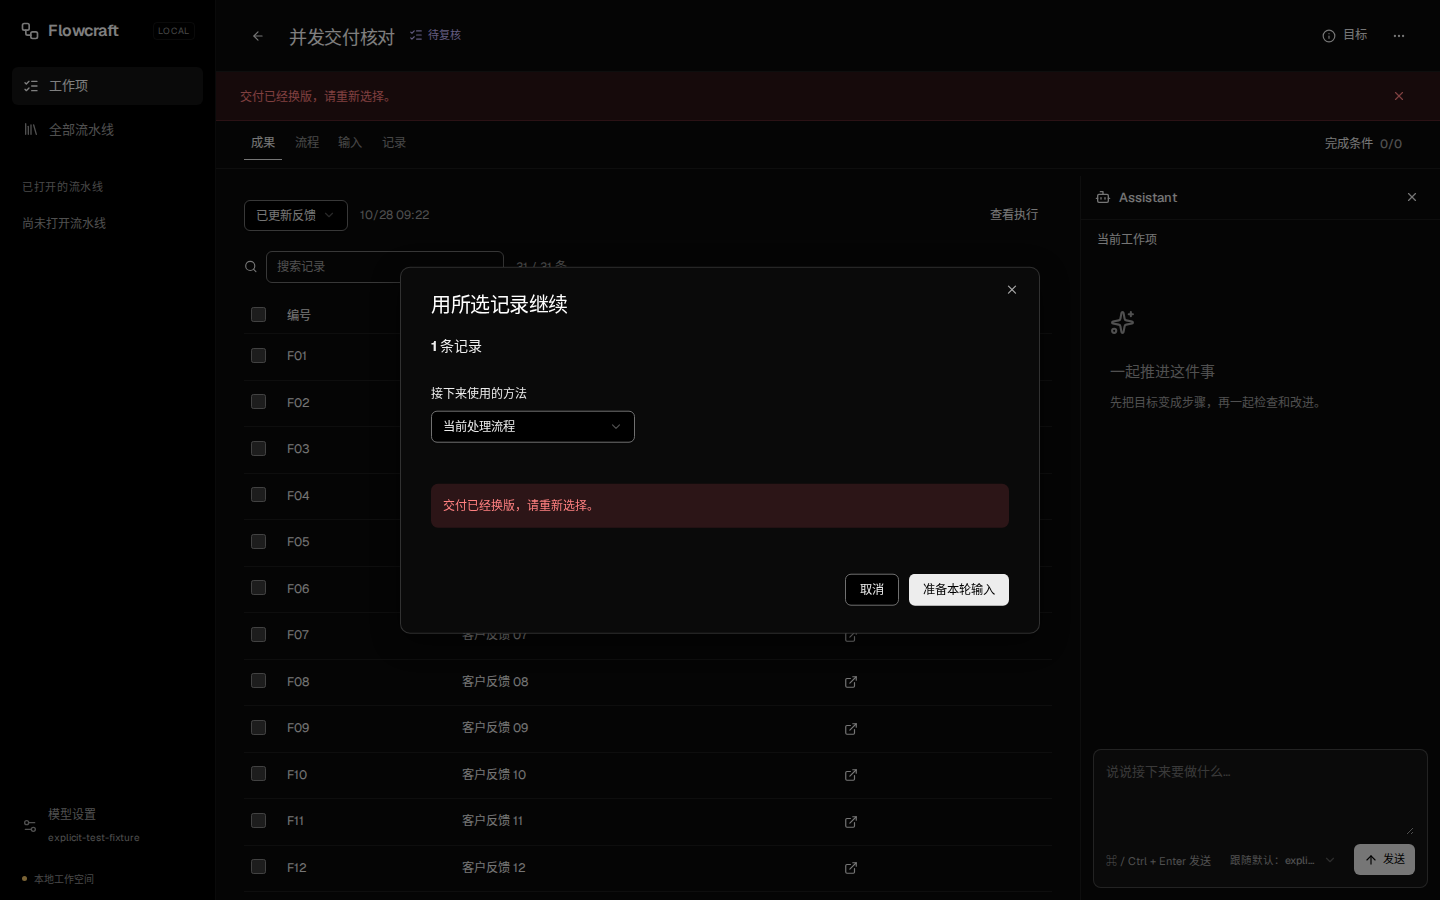 Flowcraft
LOCAL
工作项
全部流水线
已打开的流水线
尚未打开流水线
模型设置
explicit-test-fixture
本地工作空间
并发交付核对
待复核
目标
交付已经换版，请重新选择。
成果
流程
输入
记录
完成条件 0/0
已更新反馈
10/28 09:22
查看执行
搜索记录
31 / 31 条
编号
F01
F02
F03
F04
F05
F06
F07 客户反馈 07
F08 客户反馈 08
F09 客户反馈 09
F10 客户反馈 10
F11 客户反馈 11
F12 客户反馈 12
用所选记录继续
1 条记录
接下来使用的方法
当前处理流程
交付已经换版，请重新选择。
取消
准备本轮输入
Assistant
当前工作项
一起推进这件事
先把目标变成步骤，再一起检查和改进。
说说接下来要做什么...
⌘ / Ctrl + Enter 发送
跟随默认：expli...
发送